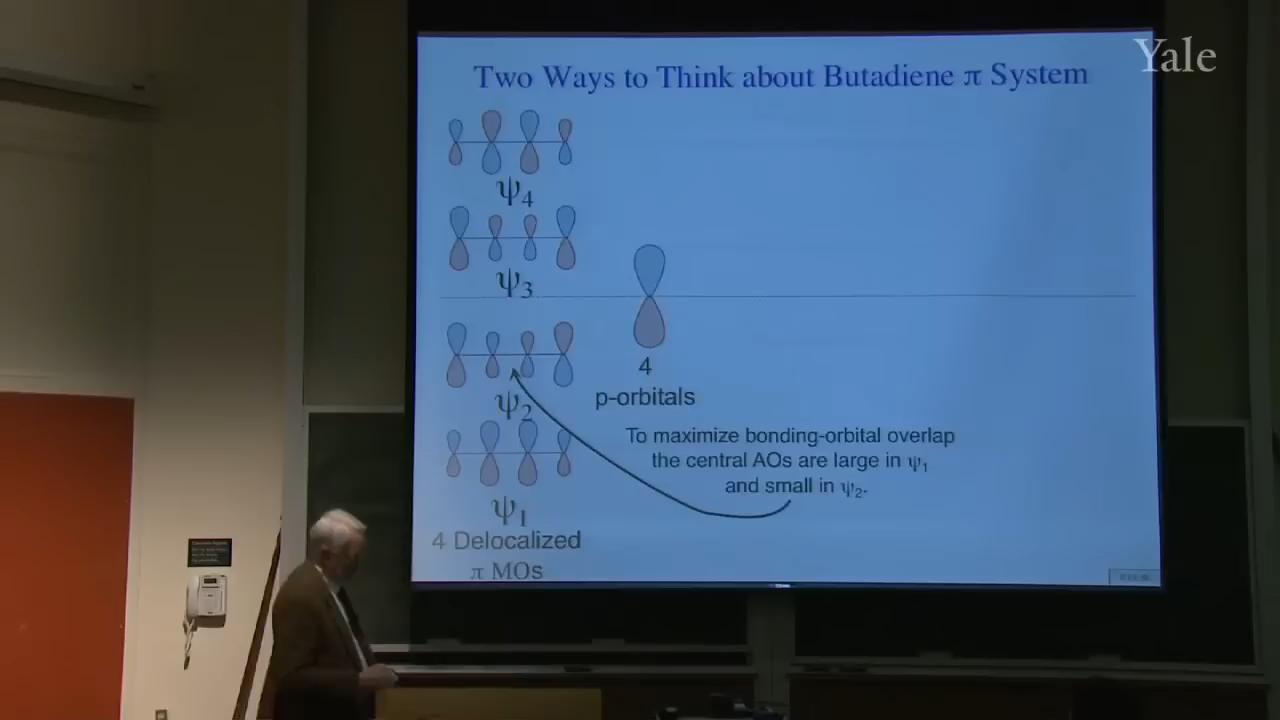 Yale
Two Ways to Think about Butadiene π System
ψ4
ψ3
4
p-orbitals
ψ2
To maximize bonding-orbital overlap
the central AOs are large in ψ1
and small in ψ2.
ψ1
4 Delocalized
π MOs